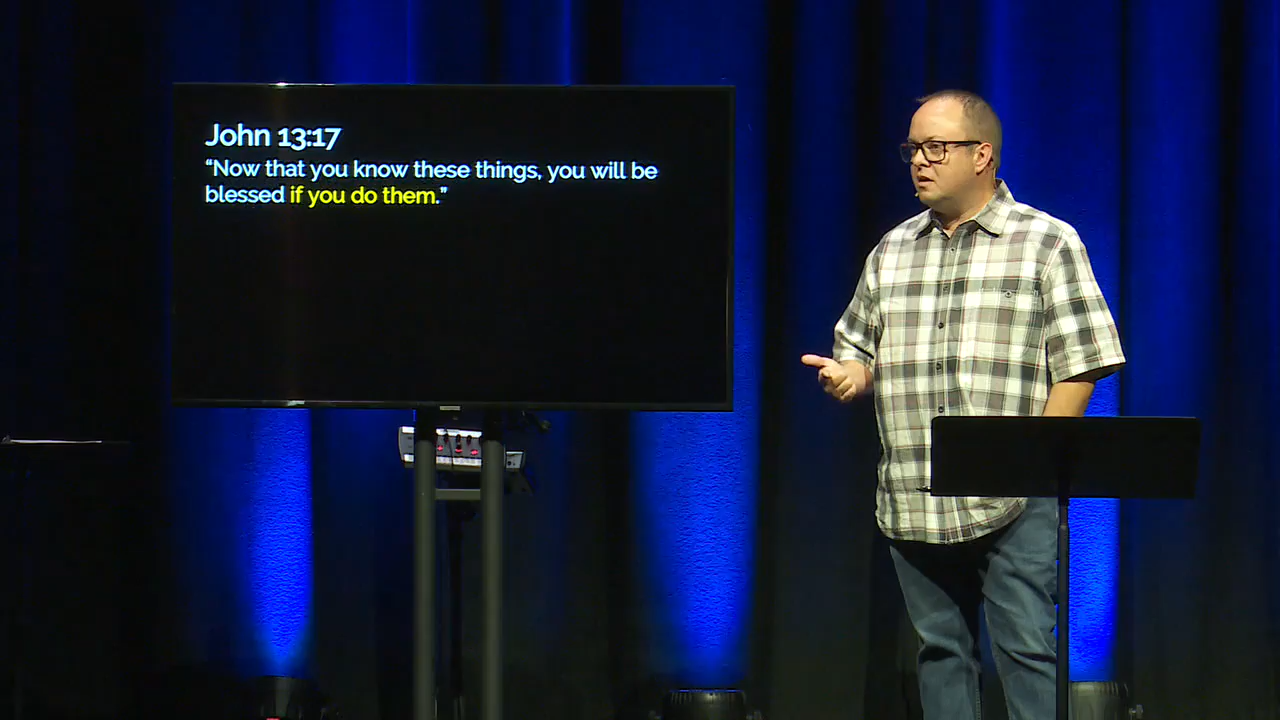 John 13:17
“Now that you know these things, you will be
blessed if you do them.”